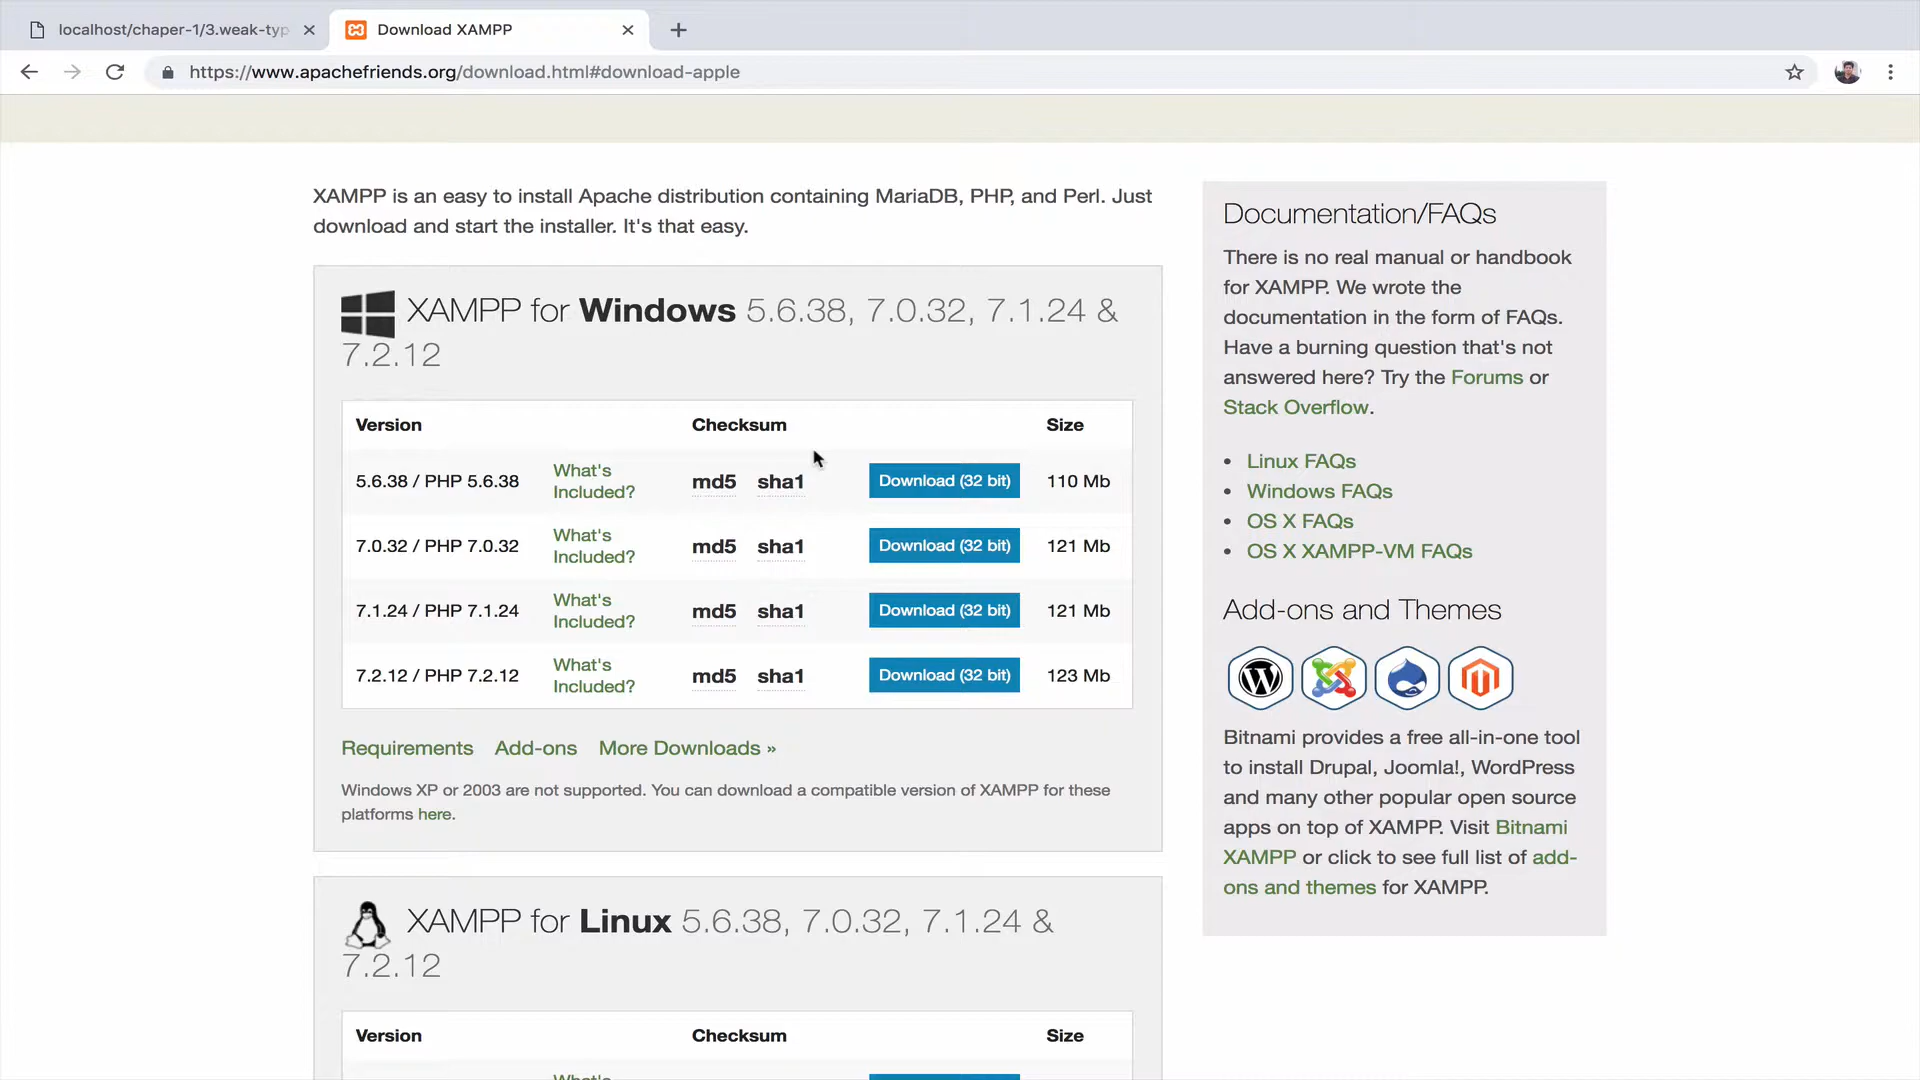 localhost/chaper-1/3.weak-typ
Download XAMPP
https://www.apachefriends.org/download.html#download-apple
XAMPP is an easy to install Apache distribution containing MariaDB, PHP, and Perl. Just
download and start the installer. It's that easy.
XAMPP for Windows 5.6.38, 7.0.32, 7.1.24 &
7.2.12
Version Checksum Size
5.6.38 / PHP 5.6.38 What's Included? md5 sha1 Download (32 bit) 110 Mb
7.0.32 / PHP 7.0.32 What's Included? md5 sha1 Download (32 bit) 121 Mb
7.1.24 / PHP 7.1.24 What's Included? md5 sha1 Download (32 bit) 121 Mb
7.2.12 / PHP 7.2.12 What's Included? md5 sha1 Download (32 bit) 123 Mb
Requirements Add-ons More Downloads »
Windows XP or 2003 are not supported. You can download a compatible version of XAMPP for these
platforms here.
XAMPP for Linux 5.6.38, 7.0.32, 7.1.24 &
7.2.12
Version Checksum Size
What's
Documentation/FAQs
There is no real manual or handbook
for XAMPP. We wrote the
documentation in the form of FAQs.
Have a burning question that's not
answered here? Try the Forums or
Stack Overflow.
• Linux FAQs
• Windows FAQs
• OS X FAQs
• OS X XAMPP-VM FAQs
Add-ons and Themes
Bitnami provides a free all-in-one tool
to install Drupal, Joomla!, WordPress
and many other popular open source
apps on top of XAMPP. Visit Bitnami
XAMPP or click to see full list of add-
ons and themes for XAMPP.